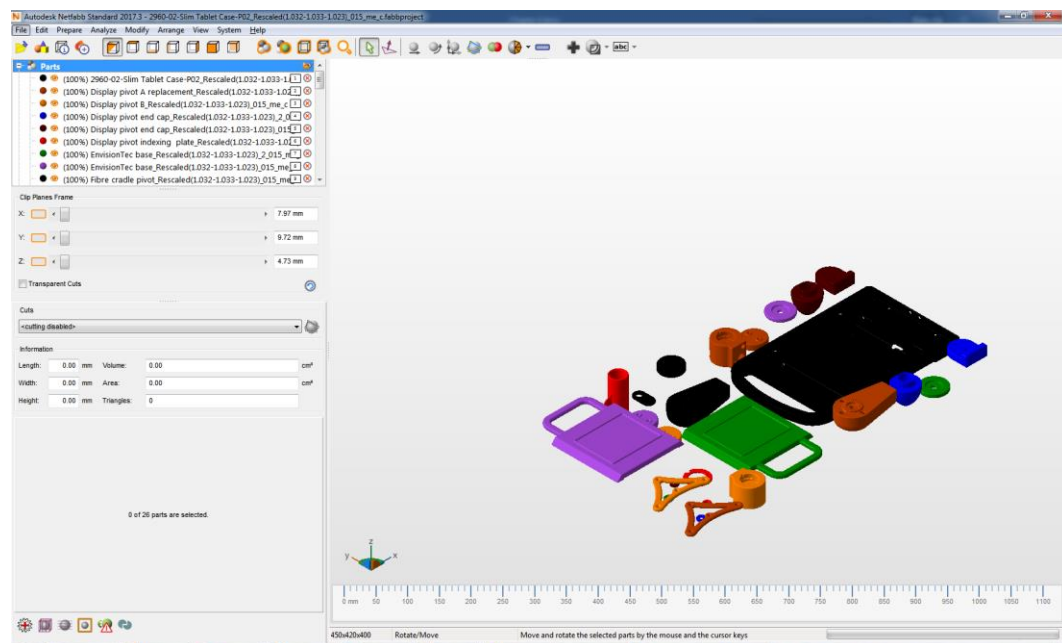 Autodesk Netfabb Standard 2017.3 - 2960-02-Slim Tablet Case-P02_Rescaled(1.032-1.033-1.023)_015_me_c.fabbproject
File Edit Prepare Analyze Modify Arrange View System Help
abc
Parts
(100%) 2960-02-Slim Tablet Case-P02_Rescaled(1.032-1.033-1. 1
(100%) Display pivot A replacement_Rescaled(1.032-1.033-1.02 2
(100%) Display pivot B_Rescaled(1.032-1.033-1.023)_015_me_c 3
(100%) Display pivot end cap_Rescaled(1.032-1.033-1.023)_2_0 4
(100%) Display pivot end cap_Rescaled(1.032-1.033-1.023)_015 5
(100%) Display pivot indexing plate_Rescaled(1.032-1.033-1.02 6
(100%) EnvisionTec base_Rescaled(1.032-1.033-1.023)_2_015_m 7
(100%) EnvisionTec base_Rescaled(1.032-1.033-1.023)_015_me 8
(100%) Fibre cradle pivot_Rescaled(1.032-1.033-1.023)_015_me 9
Clip Planes Frame
X: 7.97 mm
Y: 9.72 mm
Z: 4.73 mm
Transparent Cuts
Cuts
<cutting disabled>
Information
Length: 0.00 mm Volume: 0.00 cm³
Width: 0.00 mm Area: 0.00 cm²
Height: 0.00 mm Triangles: 0
0 of 26 parts are selected.
z
y x
0 mm 50 100 150 200 250 300 350 400 450 500 550 600 650 700 750 800 850 900 950 1000 1050 1100
450x420x400 Rotate/Move Move and rotate the selected parts by the mouse and the cursor keys